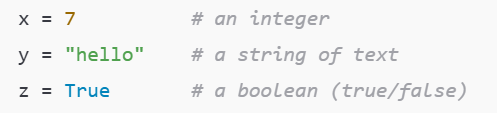 x = 7          # an integer
y = "hello"    # a string of text
z = True       # a boolean (true/false)